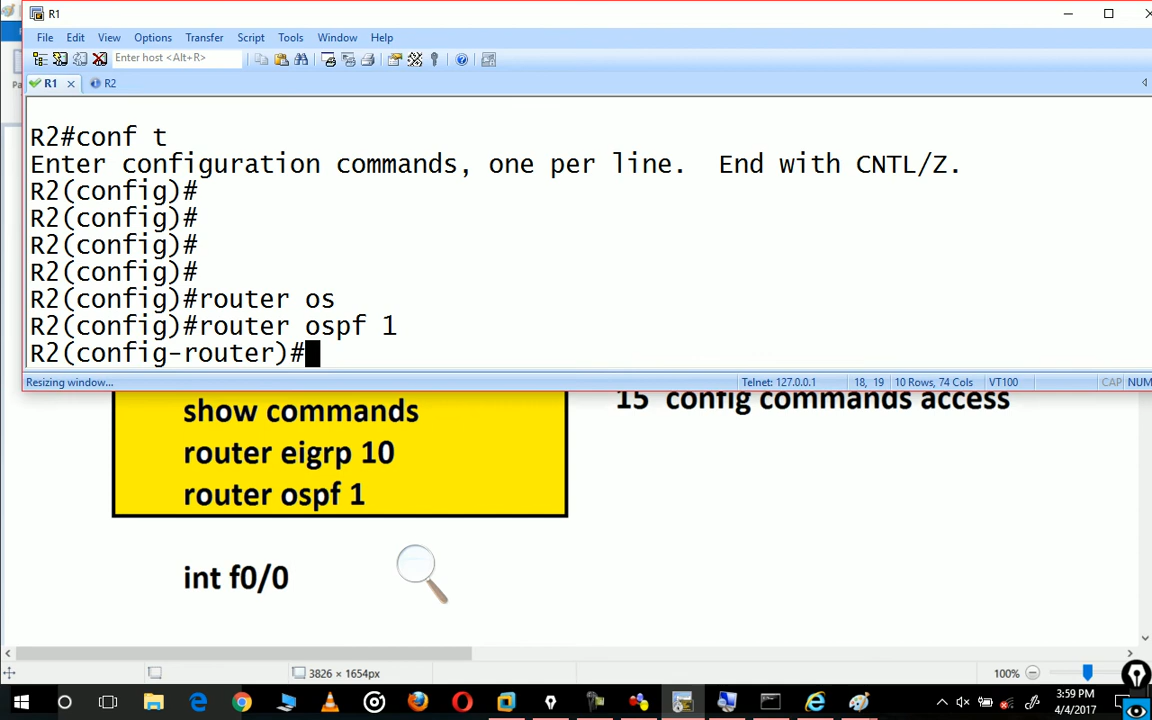 R1
File Edit View Options Transfer Script Tools Window Help
Enter host <Alt+R>
R1 R2
R2#conf t
Enter configuration commands, one per line. End with CNTL/Z.
R2(config)#
R2(config)#
R2(config)#
R2(config)#
R2(config)#router os
R2(config)#router ospf 1
R2(config-router)#
Resizing window... Telnet: 127.0.0.1 18, 19 10 Rows, 74 Cols VT100 CAP NUM
show commands
router eigrp 10
router ospf 1
15 config commands access
int f0/0
3826 × 1654px 100%
3:59 PM
4/4/2017